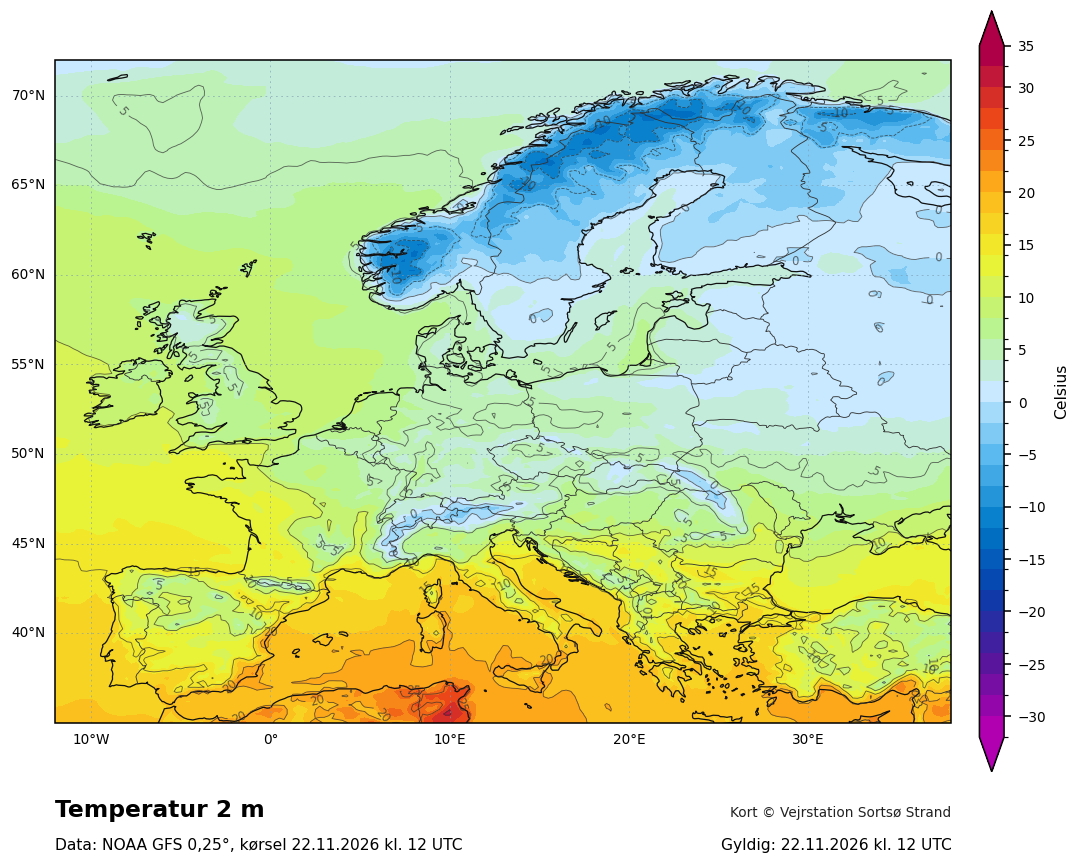 70°N
65°N
60°N
55°N
50°N
45°N
40°N
10°W
0°
10°E
20°E
30°E
35
30
25
20
15
10
5
0
−5
−10
−15
−20
−25
−30
Celsius
Temperatur 2 m
Kort © Vejrstation Sortsø Strand
Data: NOAA GFS 0,25°, kørsel 22.11.2026 kl. 12 UTC
Gyldig: 22.11.2026 kl. 12 UTC